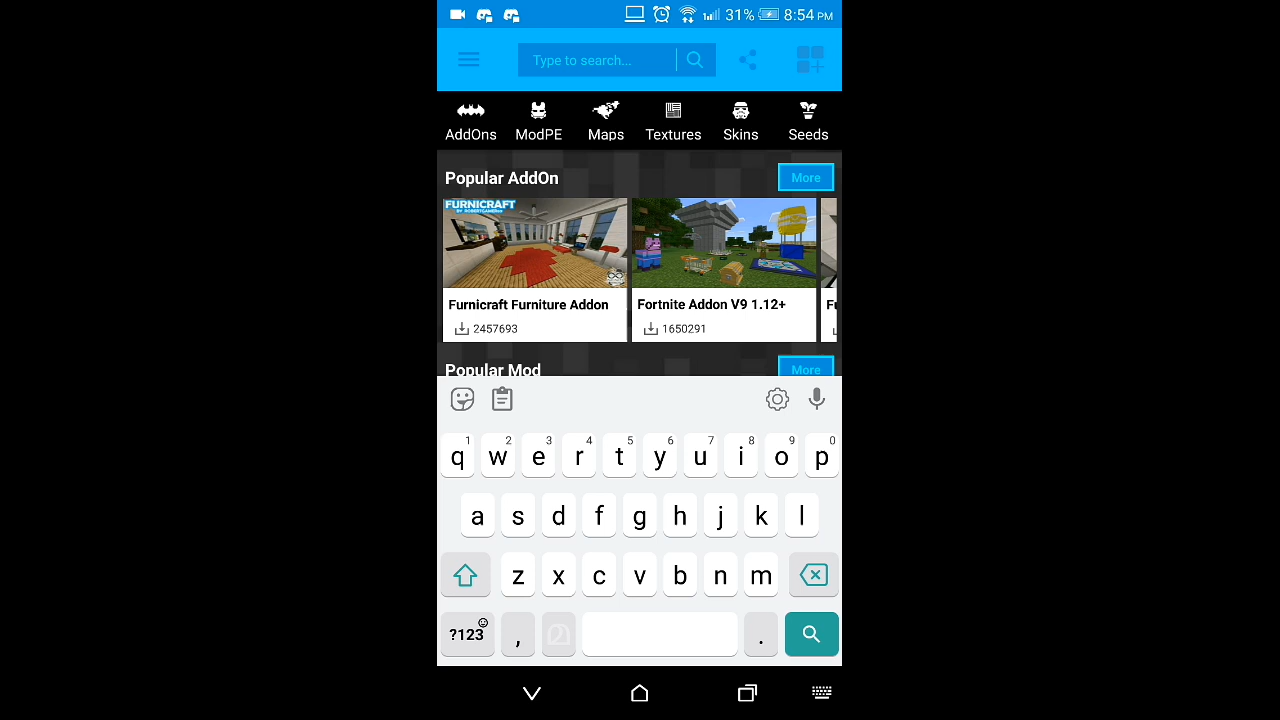 31% 8:54 PM
Type to search...
AddOns ModPE Maps Textures Skins Seeds
Popular AddOn More
FURNICRAFT
Furnicraft Furniture Addon
2457693
Fortnite Addon V9 1.12+
1650291
Popular Mod More
1 2 3 4 5 6 7 8 9 0
q w e r t y u i o p
a s d f g h j k l
z x c v b n m
?123 , .